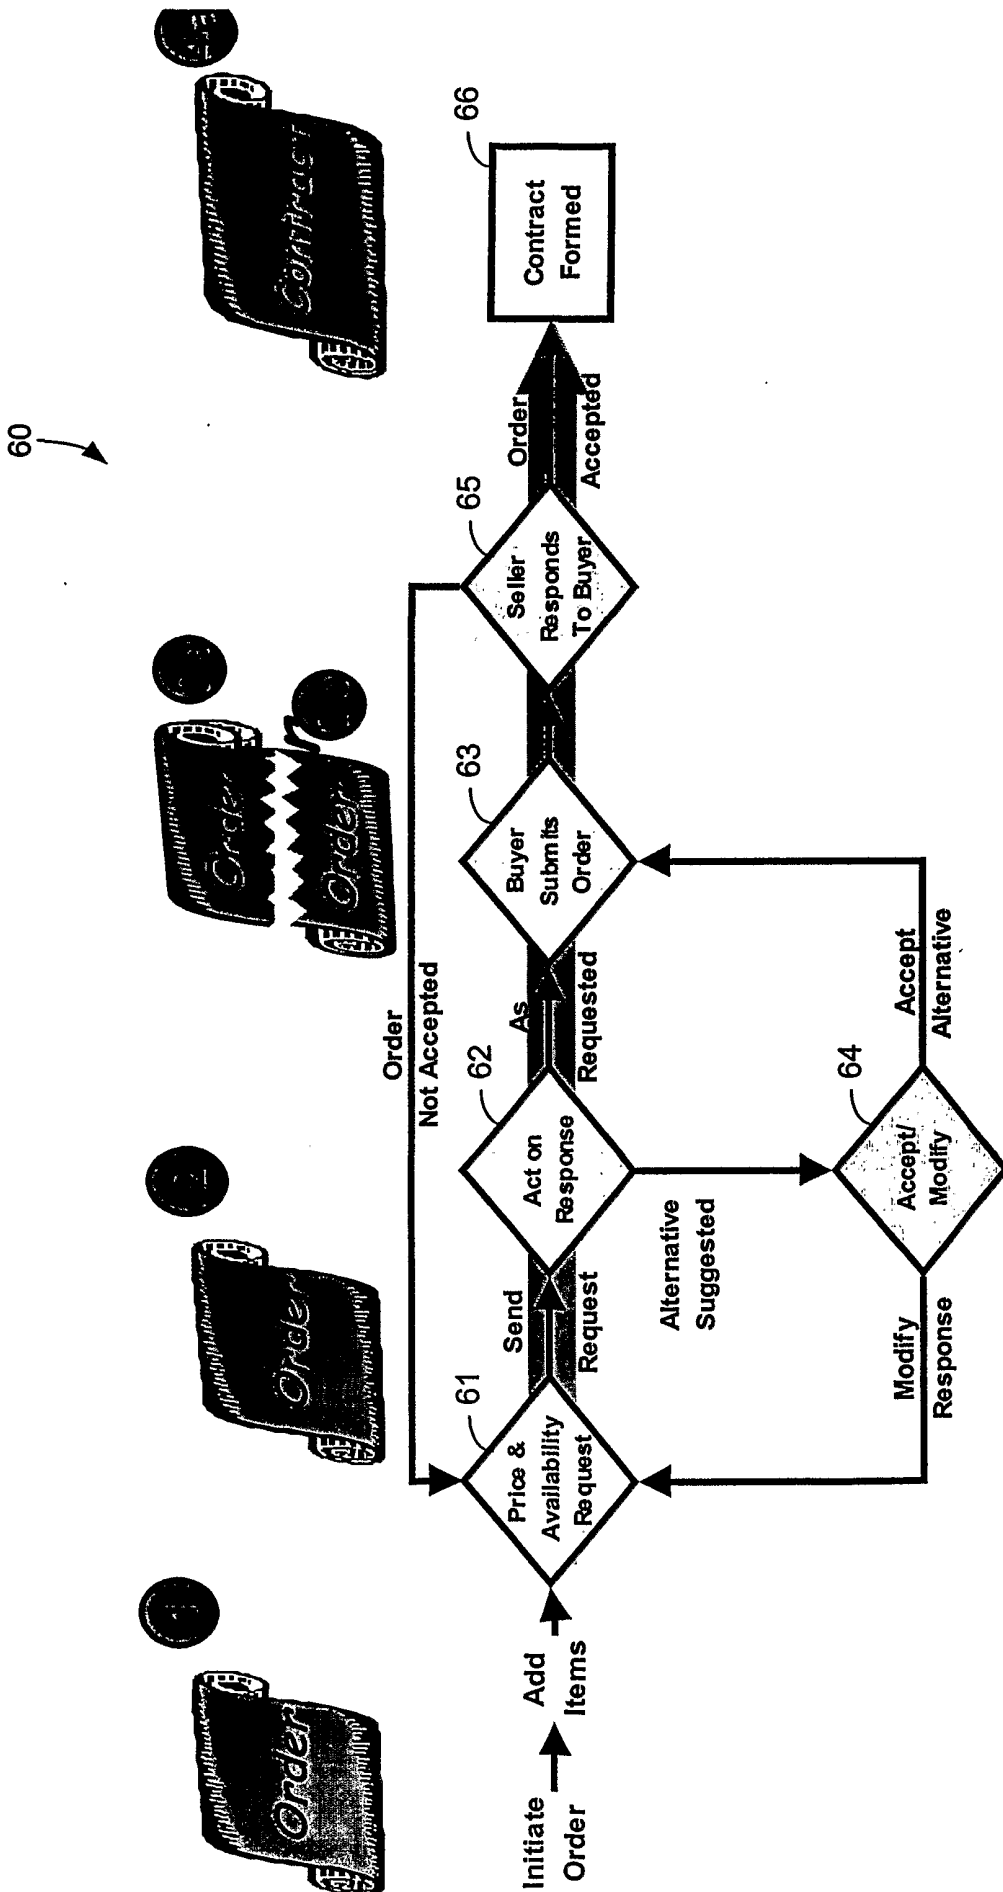 60
Order
1
Order
2
Order
Order
Contract
Order
Not Accepted
Initiate
Order
Add
Items
61
Price &
Availability
Request
Send
Request
62
Act on
Response
As
Requested
63
Buyer
Submits
Order
65
Seller
Responds
To Buyer
Order
Accepted
66
Contract
Formed
Alternative
Suggested
64
Accept/
Modify
Modify
Response
Accept
Alternative